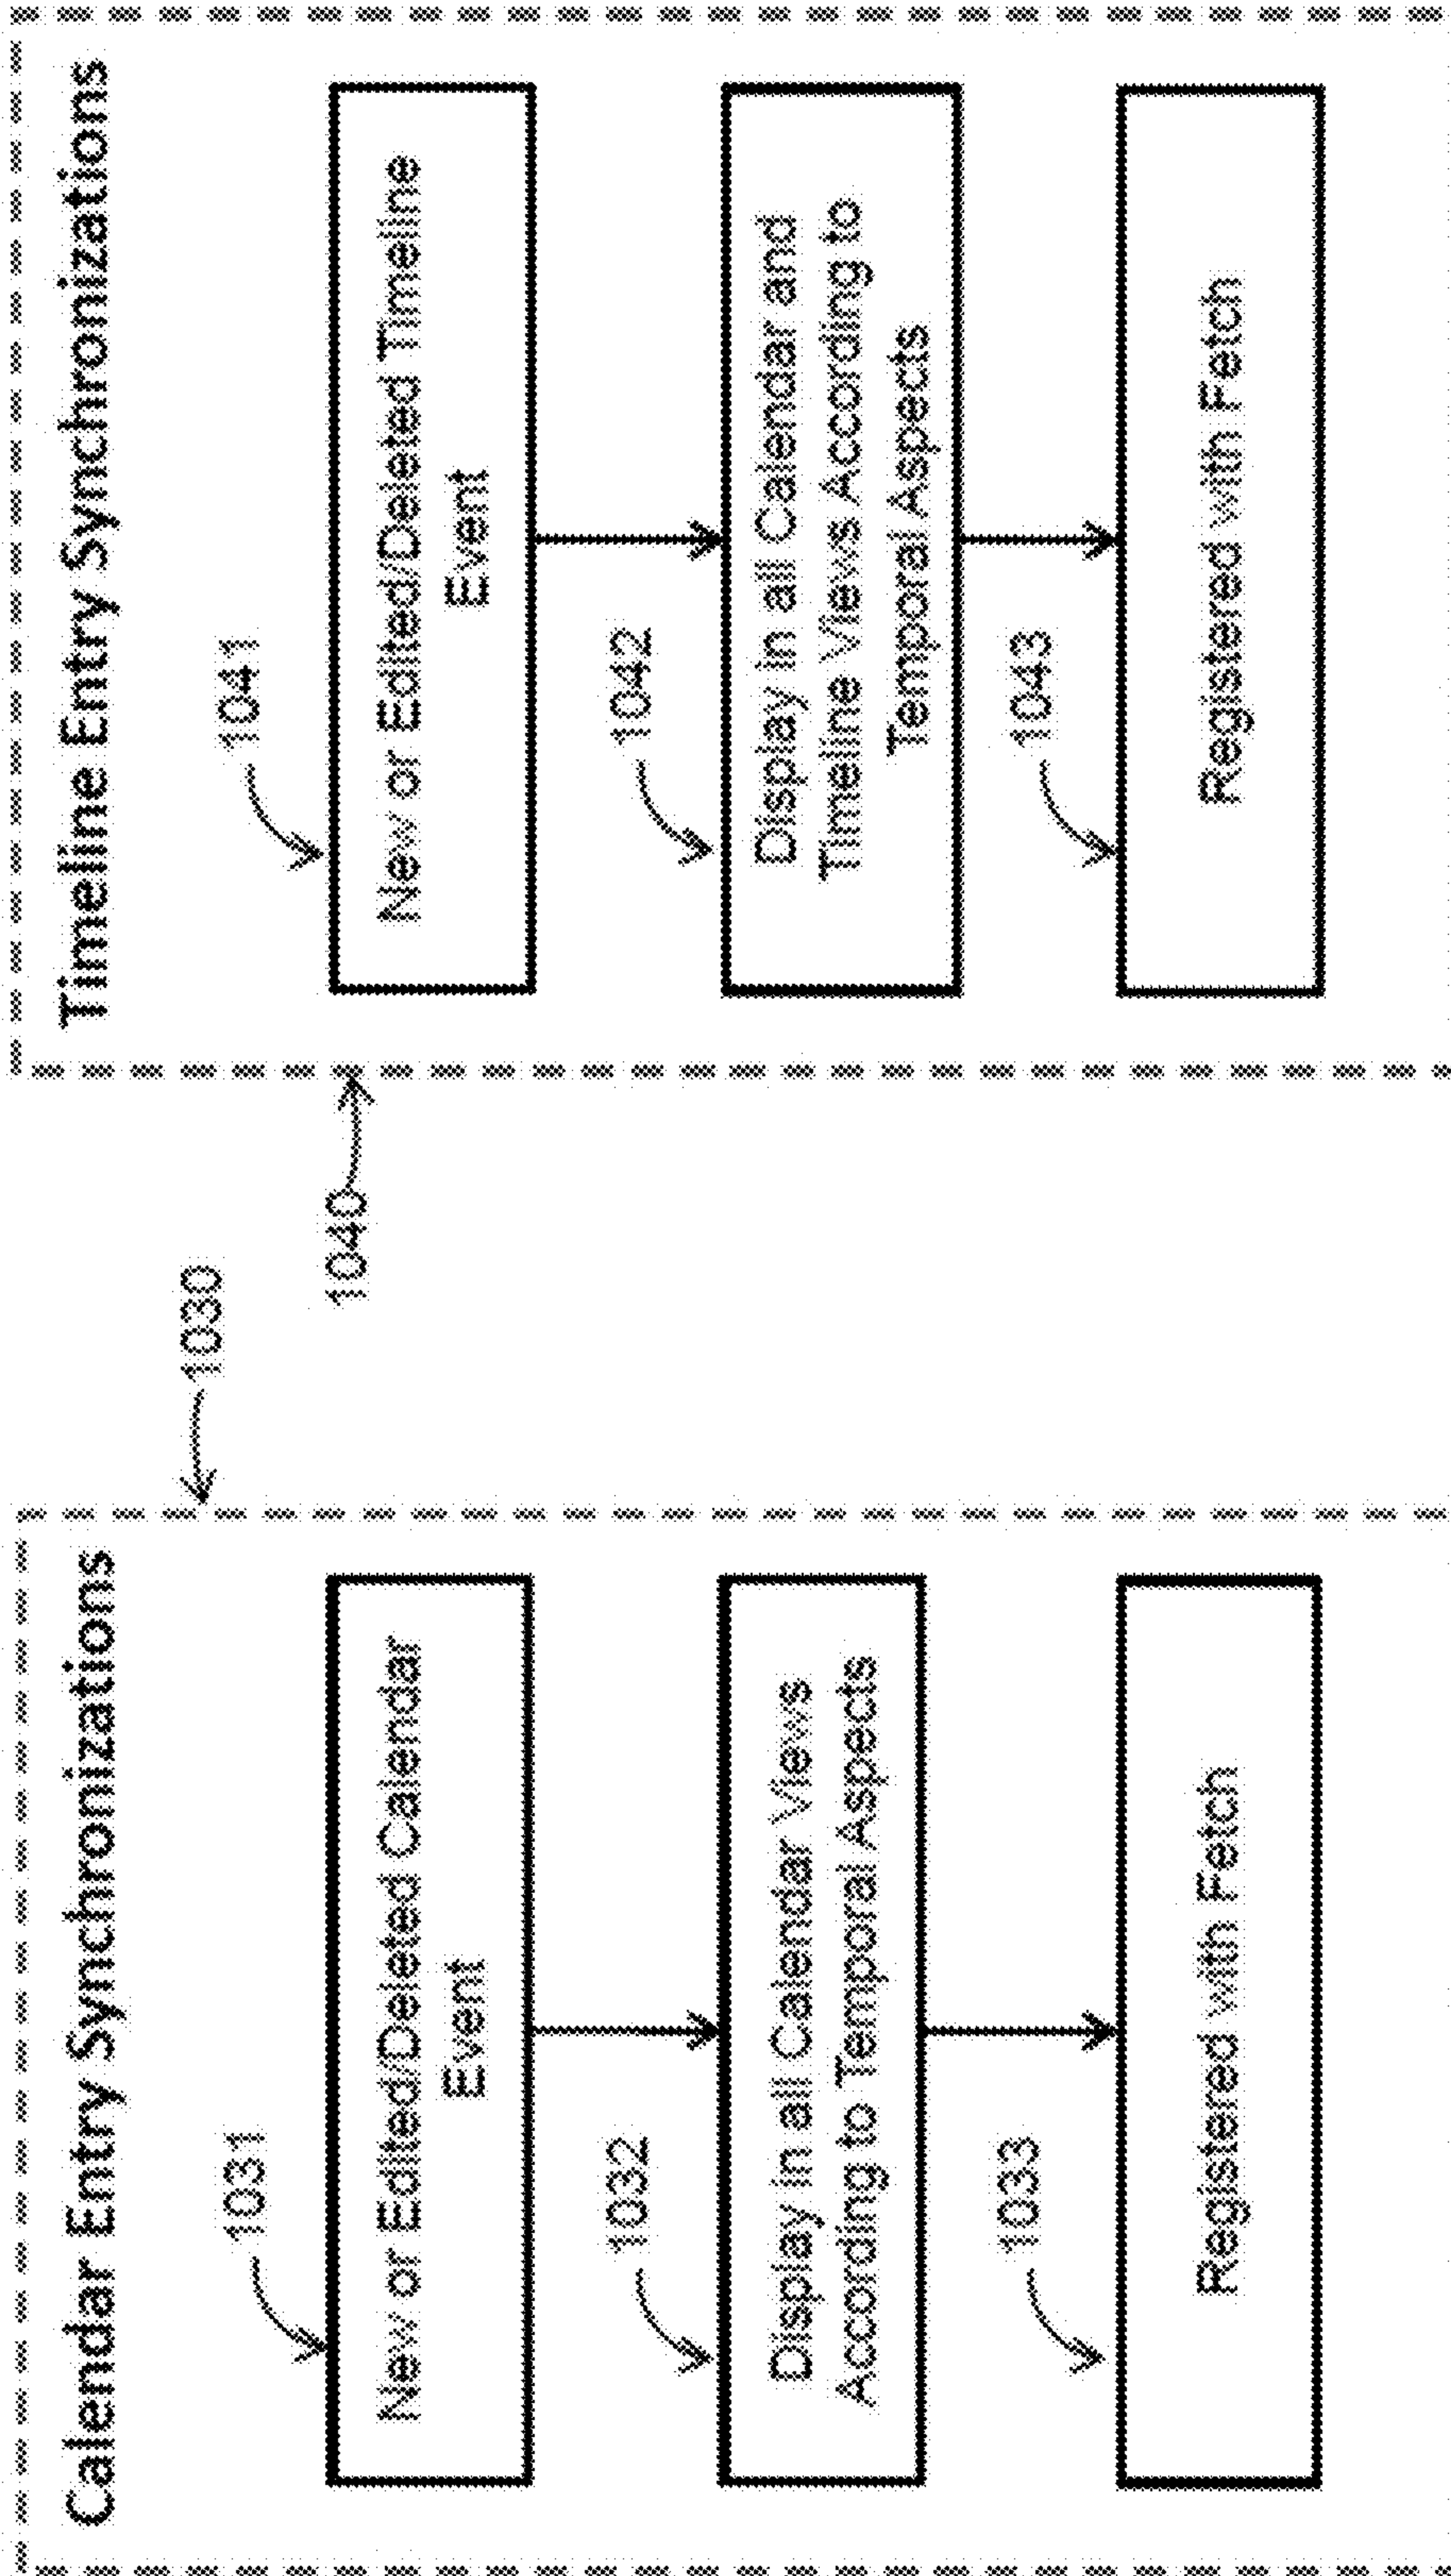 Calendar Entry Synchronizations
1030
1031
New or Edited/Deleted Calendar
Event
1032
Display in all Calendar Views
According to Temporal Aspects
1033
Registered with Fetch
Timeline Entry Synchronizations
1040
1041
New or Edited/Deleted Timeline
Event
1042
Display in all Calendar and
Timeline Views According to
Temporal Aspects
1043
Registered with Fetch